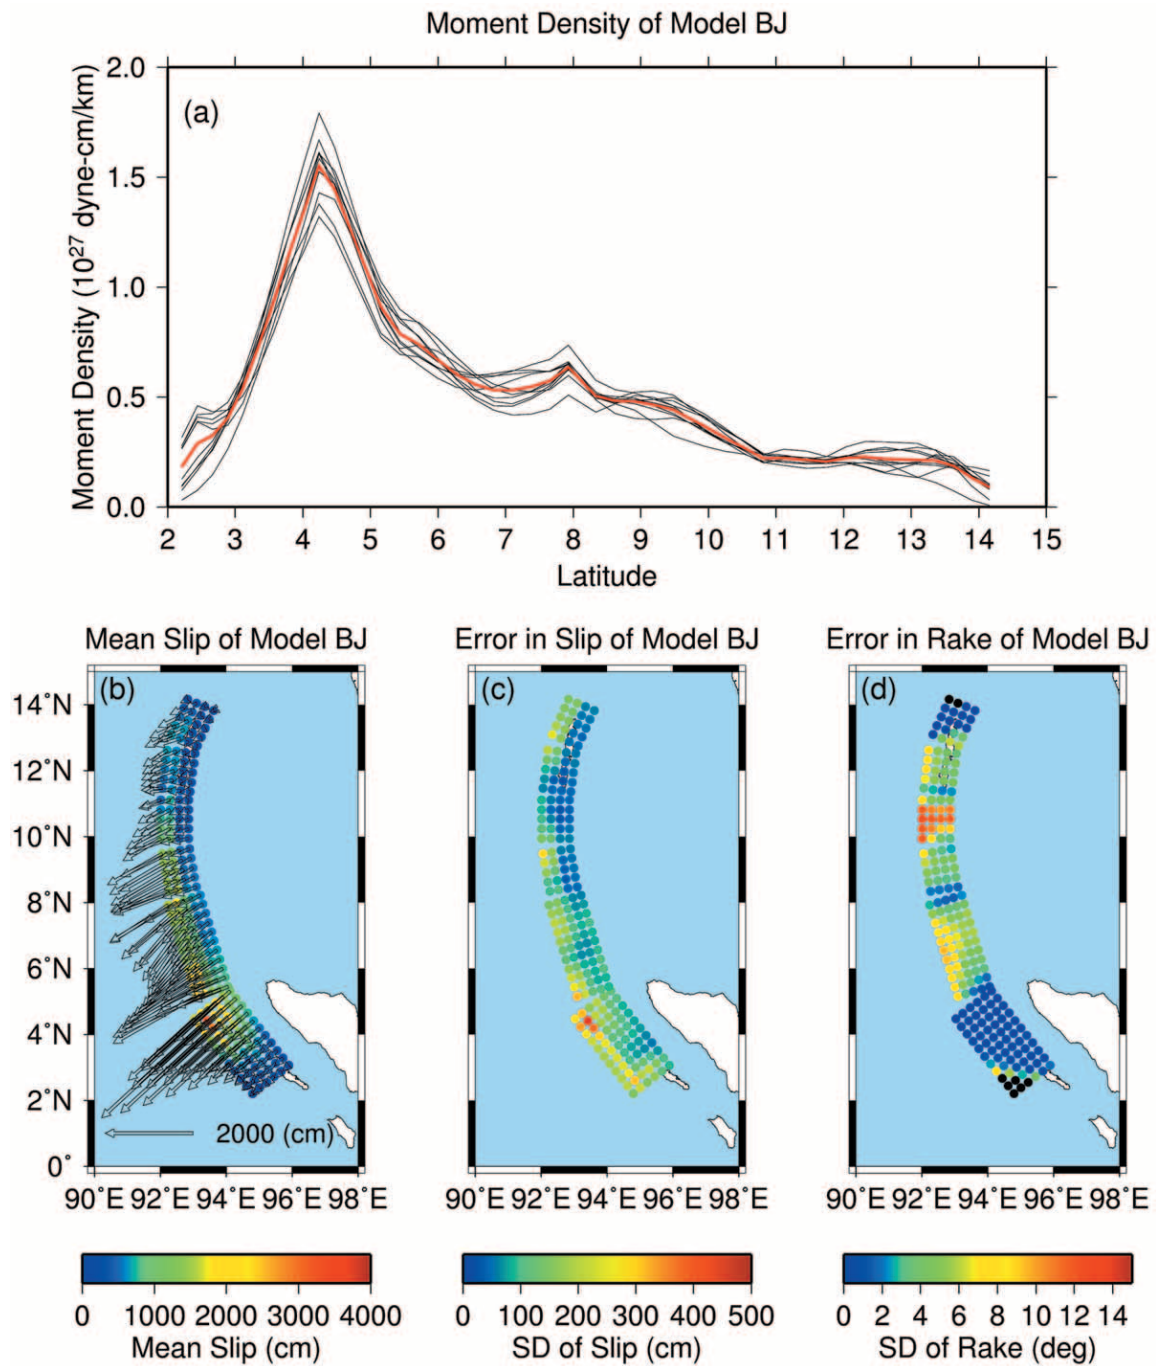 Moment Density of Model BJ
(a)
Moment Density (10²⁷ dyne-cm/km)
2.0
1.5
1.0
0.5
0.0
2 3 4 5 6 7 8 9 10 11 12 13 14 15
Latitude
Mean Slip of Model BJ
(b)
14˚N
12˚N
10˚N
8˚N
6˚N
4˚N
2˚N
0˚
2000 (cm)
90˚E 92˚E 94˚E 96˚E 98˚E
0 1000 2000 3000 4000
Mean Slip (cm)
Error in Slip of Model BJ
(c)
90˚E 92˚E 94˚E 96˚E 98˚E
0 100 200 300 400 500
SD of Slip (cm)
Error in Rake of Model BJ
(d)
90˚E 92˚E 94˚E 96˚E 98˚E
0 2 4 6 8 10 12 14
SD of Rake (deg)